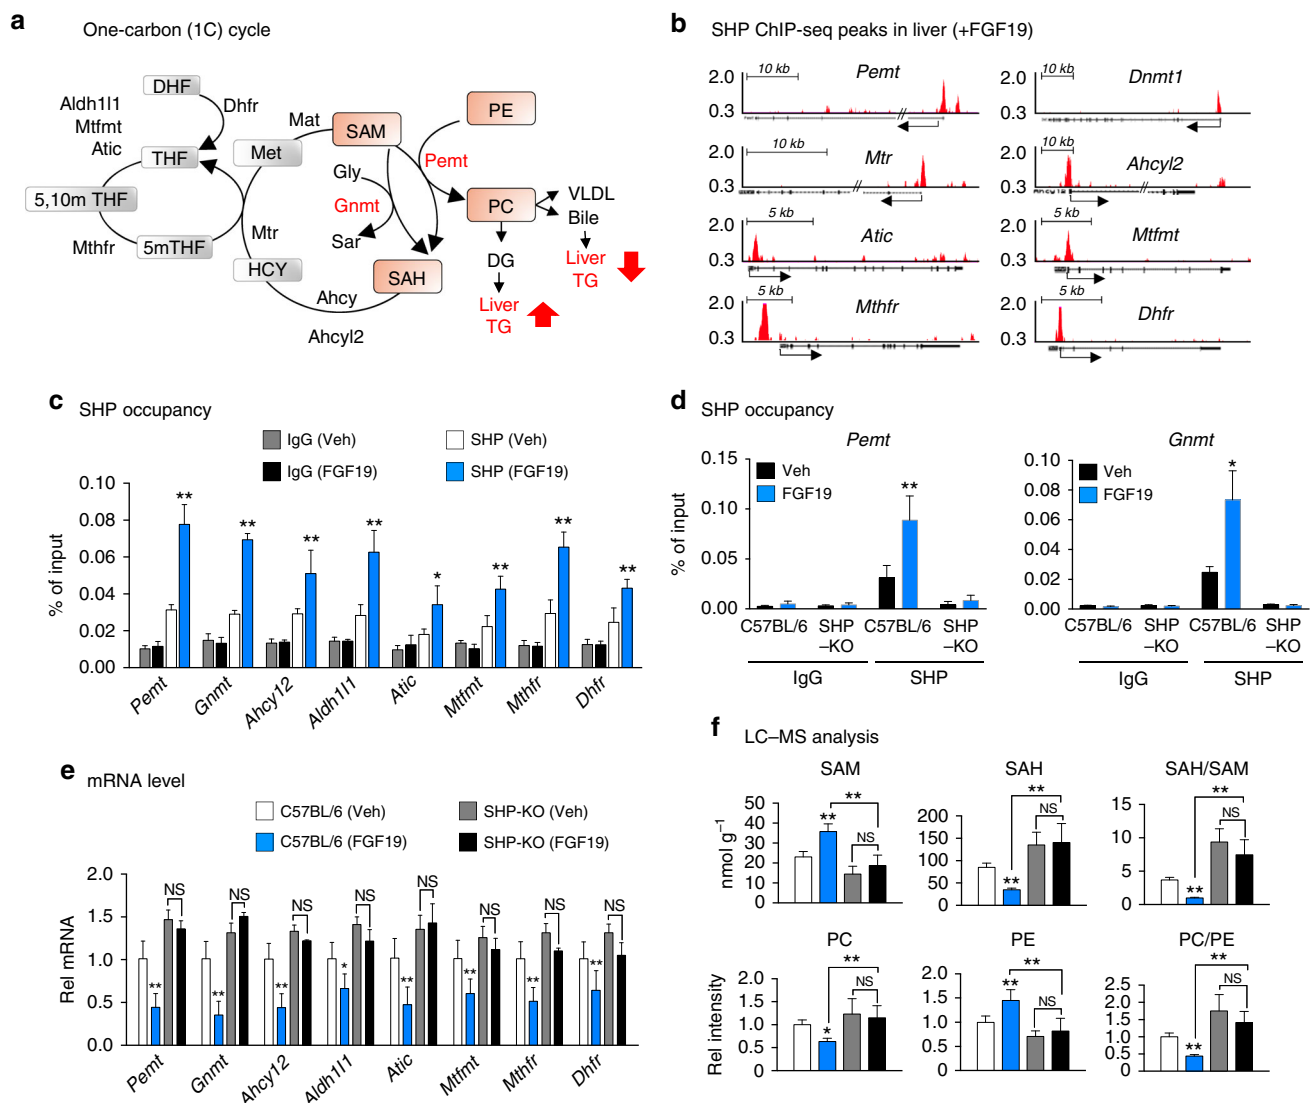 a
One-carbon (1C) cycle
DHF
Aldh1l1
Mtfmt
Atic
Dhfr
THF
5,10m THF
Mthfr
5mTHF
Met
Mat
Mtr
HCY
SAM
PE
Pemt
Gly
Gnmt
Sar
SAH
Ahcy
Ahcyl2
PC
VLDL
Bile
DG
Liver
TG
Liver
TG
b
SHP ChIP-seq peaks in liver (+FGF19)
2.0
0.3
10 kb
Pemt
2.0
0.3
10 kb
Dnmt1
2.0
0.3
10 kb
Mtr
2.0
0.3
10 kb
Ahcyl2
2.0
0.3
5 kb
Atic
2.0
0.3
5 kb
Mtfmt
2.0
0.3
5 kb
Mthfr
2.0
0.3
5 kb
Dhfr
c
SHP occupancy
IgG (Veh)
SHP (Veh)
IgG (FGF19)
SHP (FGF19)
% of input
0.10
0.08
0.06
0.04
0.02
0.00
**
**
**
**
*
**
**
**
Pemt
Gnmt
Ahcy12
Aldh1l1
Atic
Mtfmt
Mthfr
Dhfr
d
SHP occupancy
Pemt
Veh
FGF19
% of input
0.15
0.10
0.05
0.00
**
C57BL/6
SHP
–KO
C57BL/6
SHP
–KO
IgG
SHP
Gnmt
Veh
FGF19
0.10
0.08
0.06
0.04
0.02
0.00
*
C57BL/6
SHP
–KO
C57BL/6
SHP
–KO
IgG
SHP
e
mRNA level
C57BL/6 (Veh)
SHP-KO (Veh)
C57BL/6 (FGF19)
SHP-KO (FGF19)
Rel mRNA
2.0
1.5
1.0
0.5
0.0
NS
NS
NS
NS
NS
NS
NS
NS
**
**
**
*
**
**
**
**
Pemt
Gnmt
Ahcy12
Aldh1l1
Atic
Mtfmt
Mthfr
Dhfr
f
LC–MS analysis
SAM
nmol g–1
50
40
30
20
10
0
**
**
NS
SAH
200
150
100
50
0
**
**
NS
SAH/SAM
15
10
5
0
**
**
NS
PC
Rel intensity
2.0
1.5
1.0
0.5
0
*
**
NS
PE
2.0
1.5
1.0
0.5
0
**
**
NS
PC/PE
2.5
2.0
1.5
1.0
0.5
0
**
**
NS